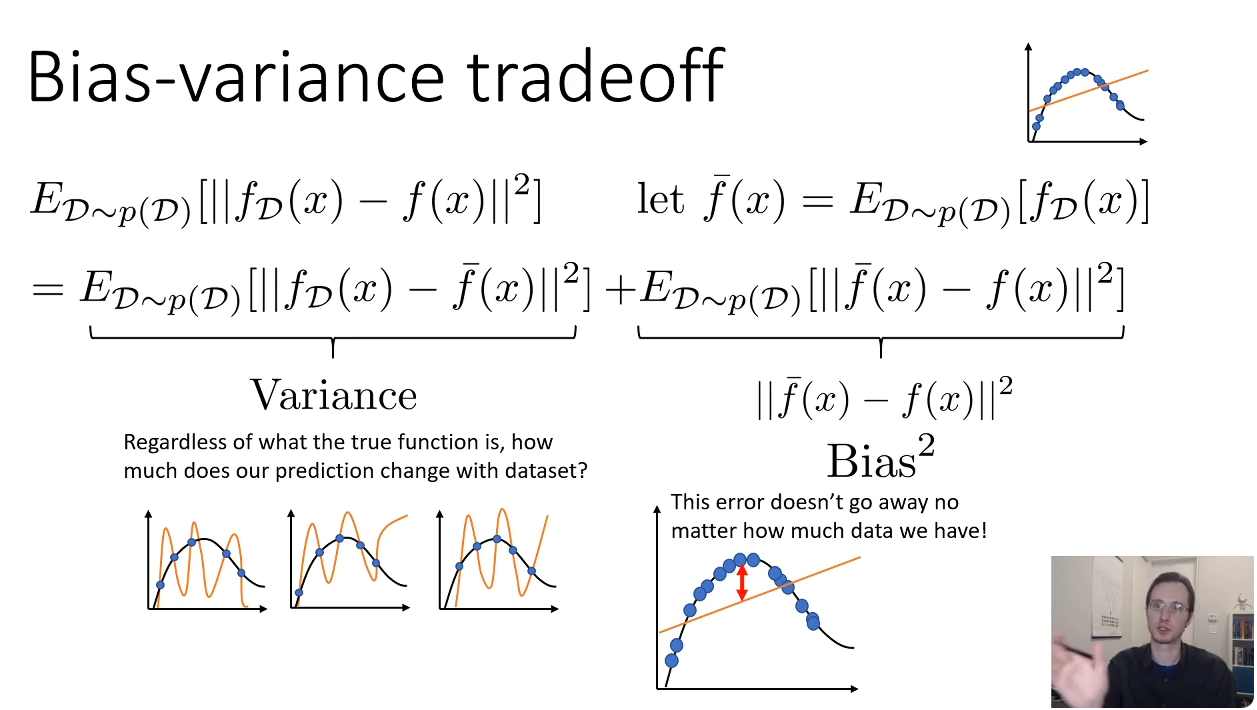 Bias-variance tradeoff
$E_{\mathcal{D}\sim p(\mathcal{D})}[||f_{\mathcal{D}}(x) - f(x)||^2]$
let $\bar{f}(x) = E_{\mathcal{D}\sim p(\mathcal{D})}[f_{\mathcal{D}}(x)]$
$= E_{\mathcal{D}\sim p(\mathcal{D})}[||f_{\mathcal{D}}(x) - \bar{f}(x)||^2] + E_{\mathcal{D}\sim p(\mathcal{D})}[||\bar{f}(x) - f(x)||^2]$
Variance
Regardless of what the true function is, how
much does our prediction change with dataset?
$||\bar{f}(x) - f(x)||^2$
Bias$^2$
This error doesn’t go away no
matter how much data we have!